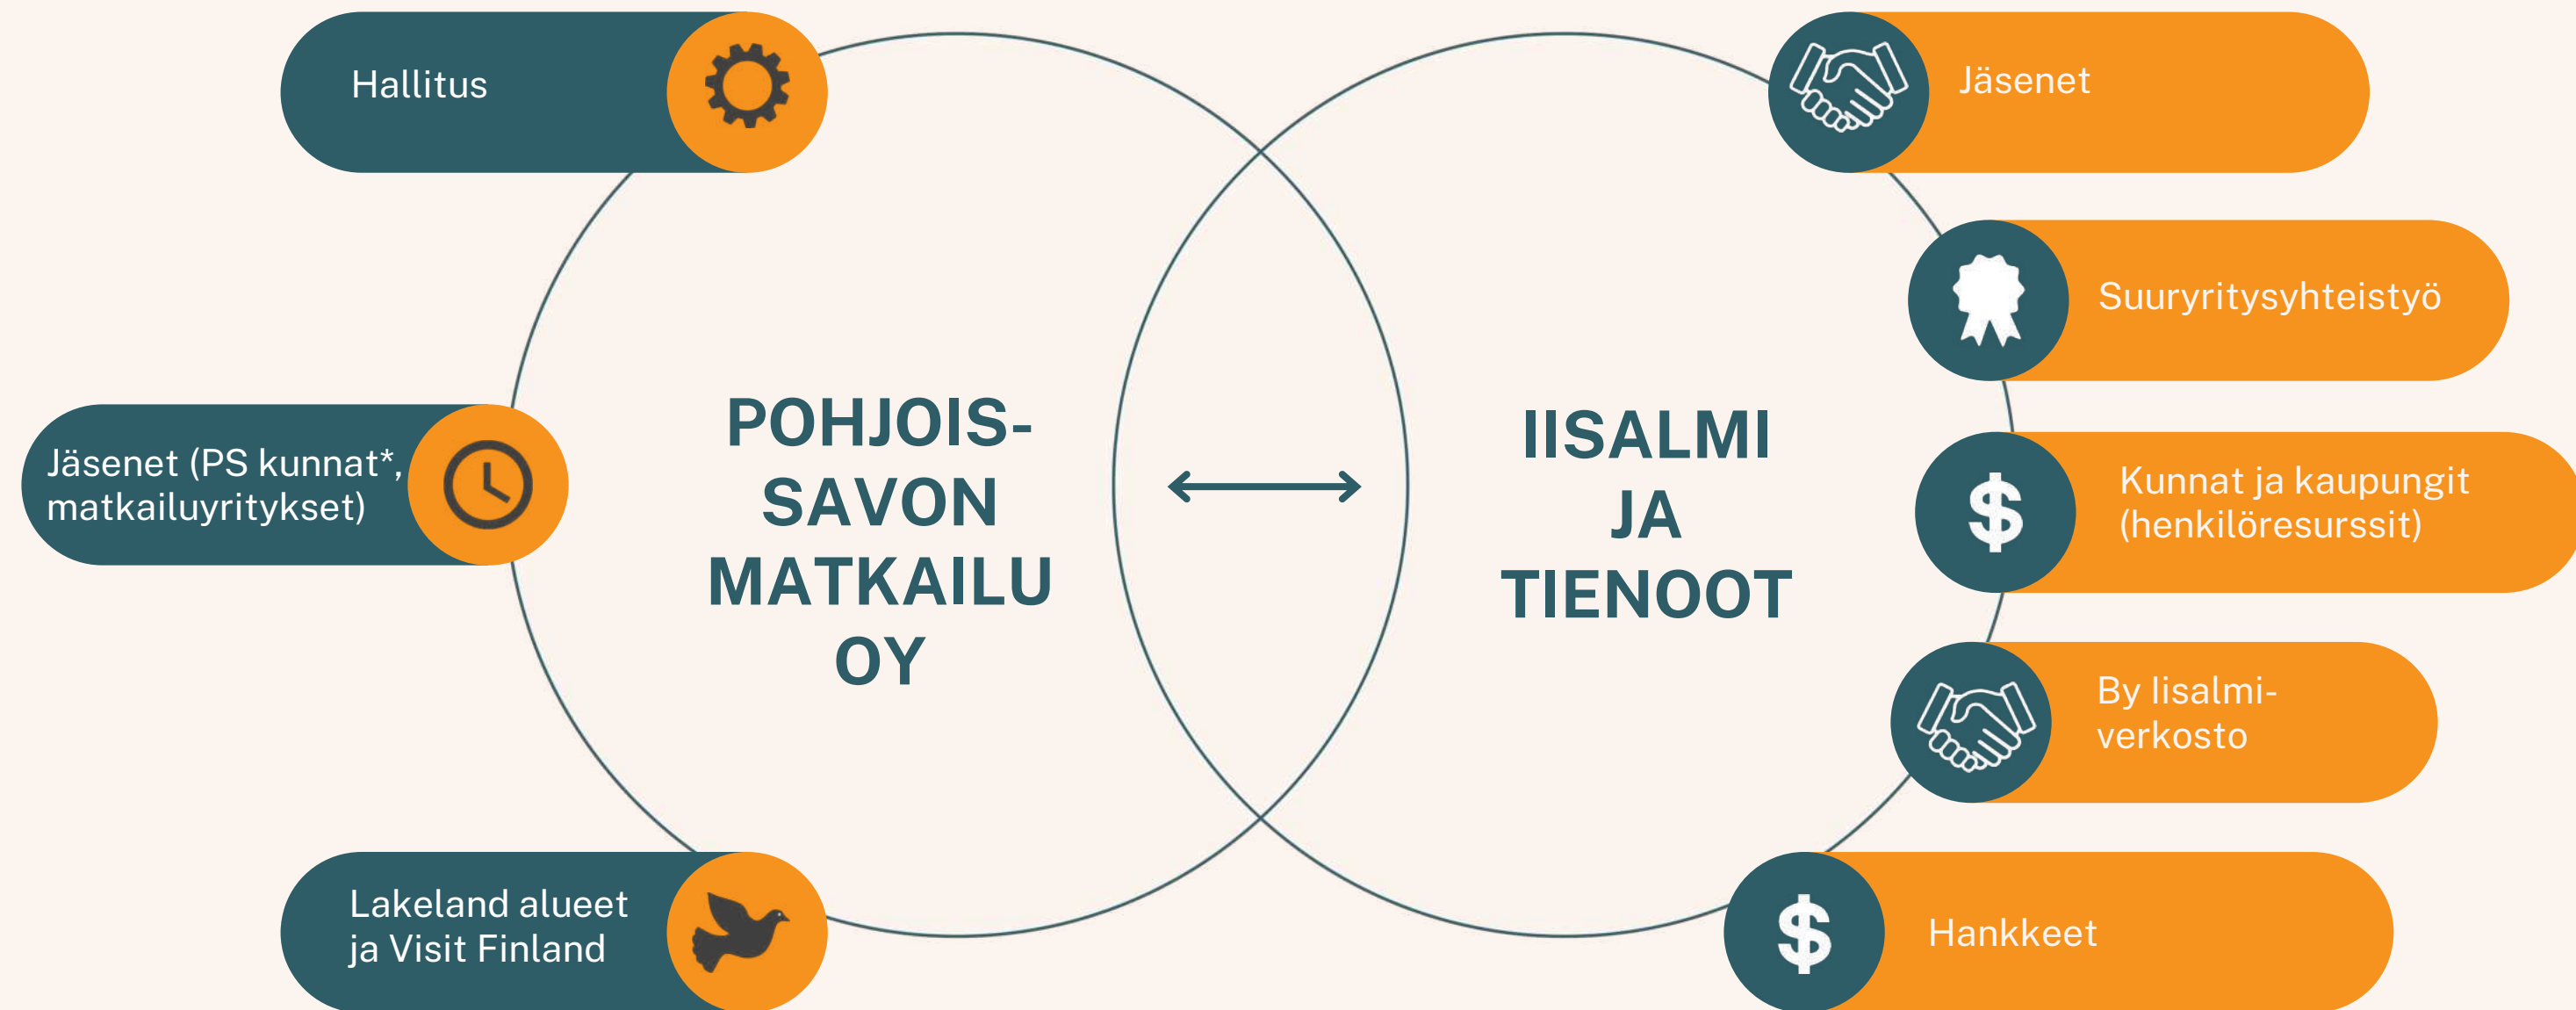 Hallitus
Jäsenet (PS kunnat*,
matkailuyritykset)
Lakeland alueet
ja Visit Finland
POHJOIS-
SAVON
MATKAILU
OY
IISALMI
JA
TIENOOT
Jäsenet
Suuryritysyhteistyö
Kunnat ja kaupungit
(henkilöresurssit)
By Iisalmi-
verkosto
Hankkeet